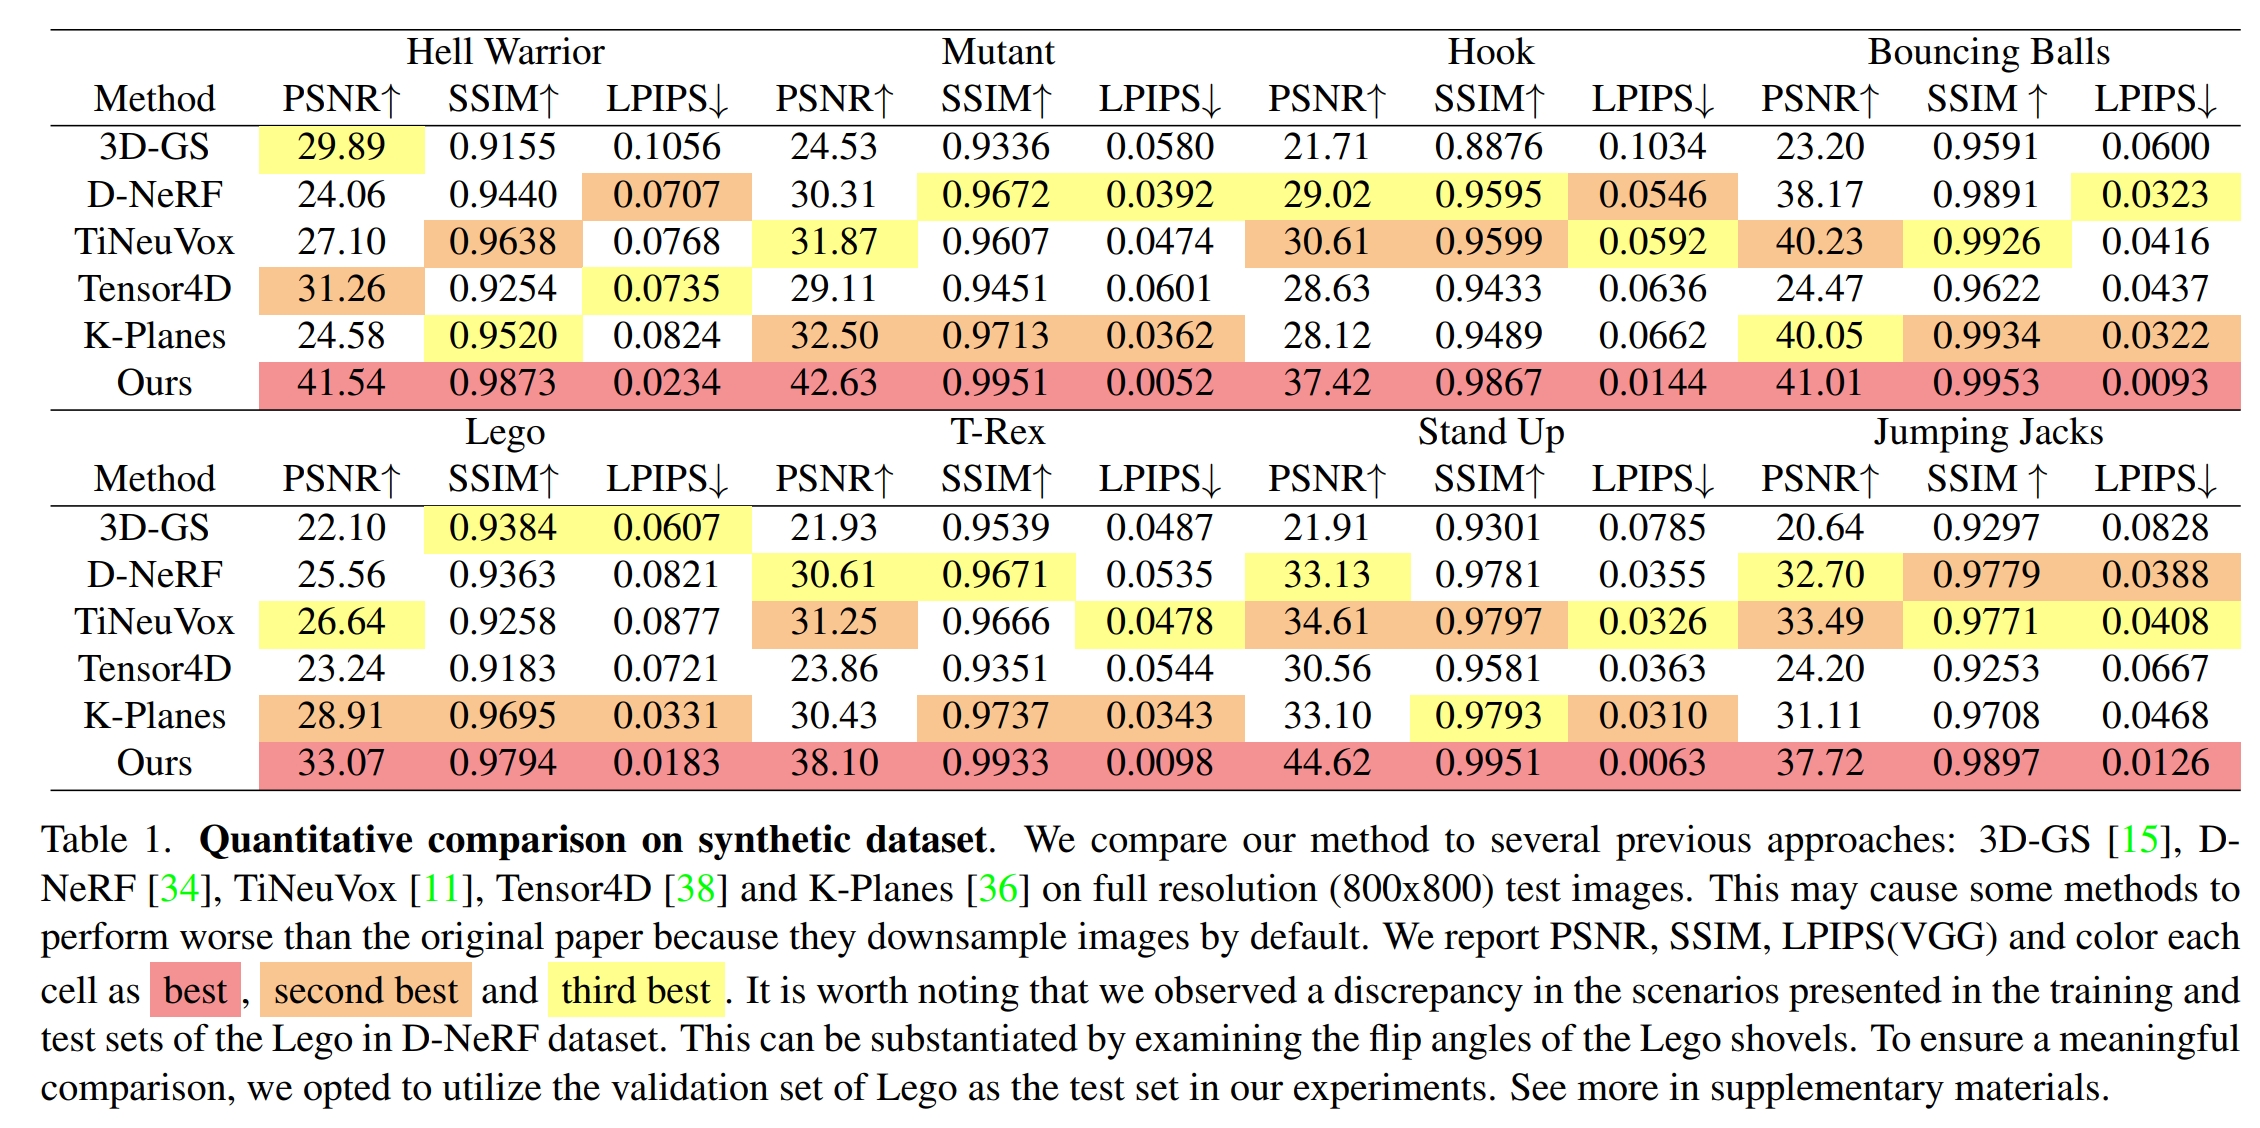 Hell Warrior Mutant Hook Bouncing Balls
Method PSNR↑ SSIM↑ LPIPS↓ PSNR↑ SSIM↑ LPIPS↓ PSNR↑ SSIM↑ LPIPS↓ PSNR↑ SSIM ↑ LPIPS↓
3D-GS 29.89 0.9155 0.1056 24.53 0.9336 0.0580 21.71 0.8876 0.1034 23.20 0.9591 0.0600
D-NeRF 24.06 0.9440 0.0707 30.31 0.9672 0.0392 29.02 0.9595 0.0546 38.17 0.9891 0.0323
TiNeuVox 27.10 0.9638 0.0768 31.87 0.9607 0.0474 30.61 0.9599 0.0592 40.23 0.9926 0.0416
Tensor4D 31.26 0.9254 0.0735 29.11 0.9451 0.0601 28.63 0.9433 0.0636 24.47 0.9622 0.0437
K-Planes 24.58 0.9520 0.0824 32.50 0.9713 0.0362 28.12 0.9489 0.0662 40.05 0.9934 0.0322
Ours 41.54 0.9873 0.0234 42.63 0.9951 0.0052 37.42 0.9867 0.0144 41.01 0.9953 0.0093
Lego T-Rex Stand Up Jumping Jacks
Method PSNR↑ SSIM↑ LPIPS↓ PSNR↑ SSIM↑ LPIPS↓ PSNR↑ SSIM↑ LPIPS↓ PSNR↑ SSIM ↑ LPIPS↓
3D-GS 22.10 0.9384 0.0607 21.93 0.9539 0.0487 21.91 0.9301 0.0785 20.64 0.9297 0.0828
D-NeRF 25.56 0.9363 0.0821 30.61 0.9671 0.0535 33.13 0.9781 0.0355 32.70 0.9779 0.0388
TiNeuVox 26.64 0.9258 0.0877 31.25 0.9666 0.0478 34.61 0.9797 0.0326 33.49 0.9771 0.0408
Tensor4D 23.24 0.9183 0.0721 23.86 0.9351 0.0544 30.56 0.9581 0.0363 24.20 0.9253 0.0667
K-Planes 28.91 0.9695 0.0331 30.43 0.9737 0.0343 33.10 0.9793 0.0310 31.11 0.9708 0.0468
Ours 33.07 0.9794 0.0183 38.10 0.9933 0.0098 44.62 0.9951 0.0063 37.72 0.9897 0.0126
Table 1. Quantitative comparison on synthetic dataset. We compare our method to several previous approaches: 3D-GS [15], D-
NeRF [34], TiNeuVox [11], Tensor4D [38] and K-Planes [36] on full resolution (800x800) test images. This may cause some methods to
perform worse than the original paper because they downsample images by default. We report PSNR, SSIM, LPIPS(VGG) and color each
cell as best , second best and third best . It is worth noting that we observed a discrepancy in the scenarios presented in the training and
test sets of the Lego in D-NeRF dataset. This can be substantiated by examining the flip angles of the Lego shovels. To ensure a meaningful
comparison, we opted to utilize the validation set of Lego as the test set in our experiments. See more in supplementary materials.